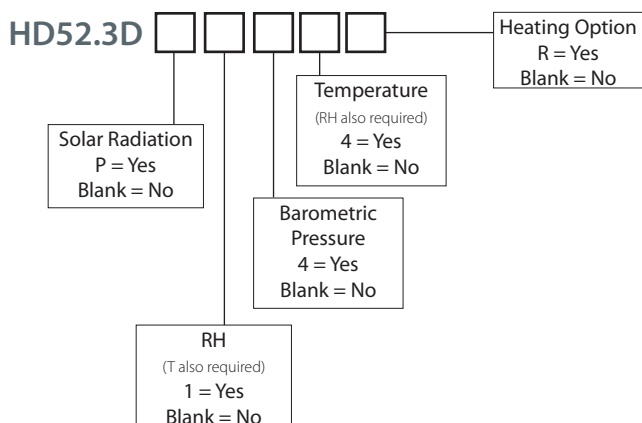 HD52.3D
Heating Option
R = Yes
Blank = No
Temperature
(RH also required)
4 = Yes
Blank = No
Solar Radiation
P = Yes
Blank = No
Barometric
Pressure
4 = Yes
Blank = No
RH
(T also required)
1 = Yes
Blank = No